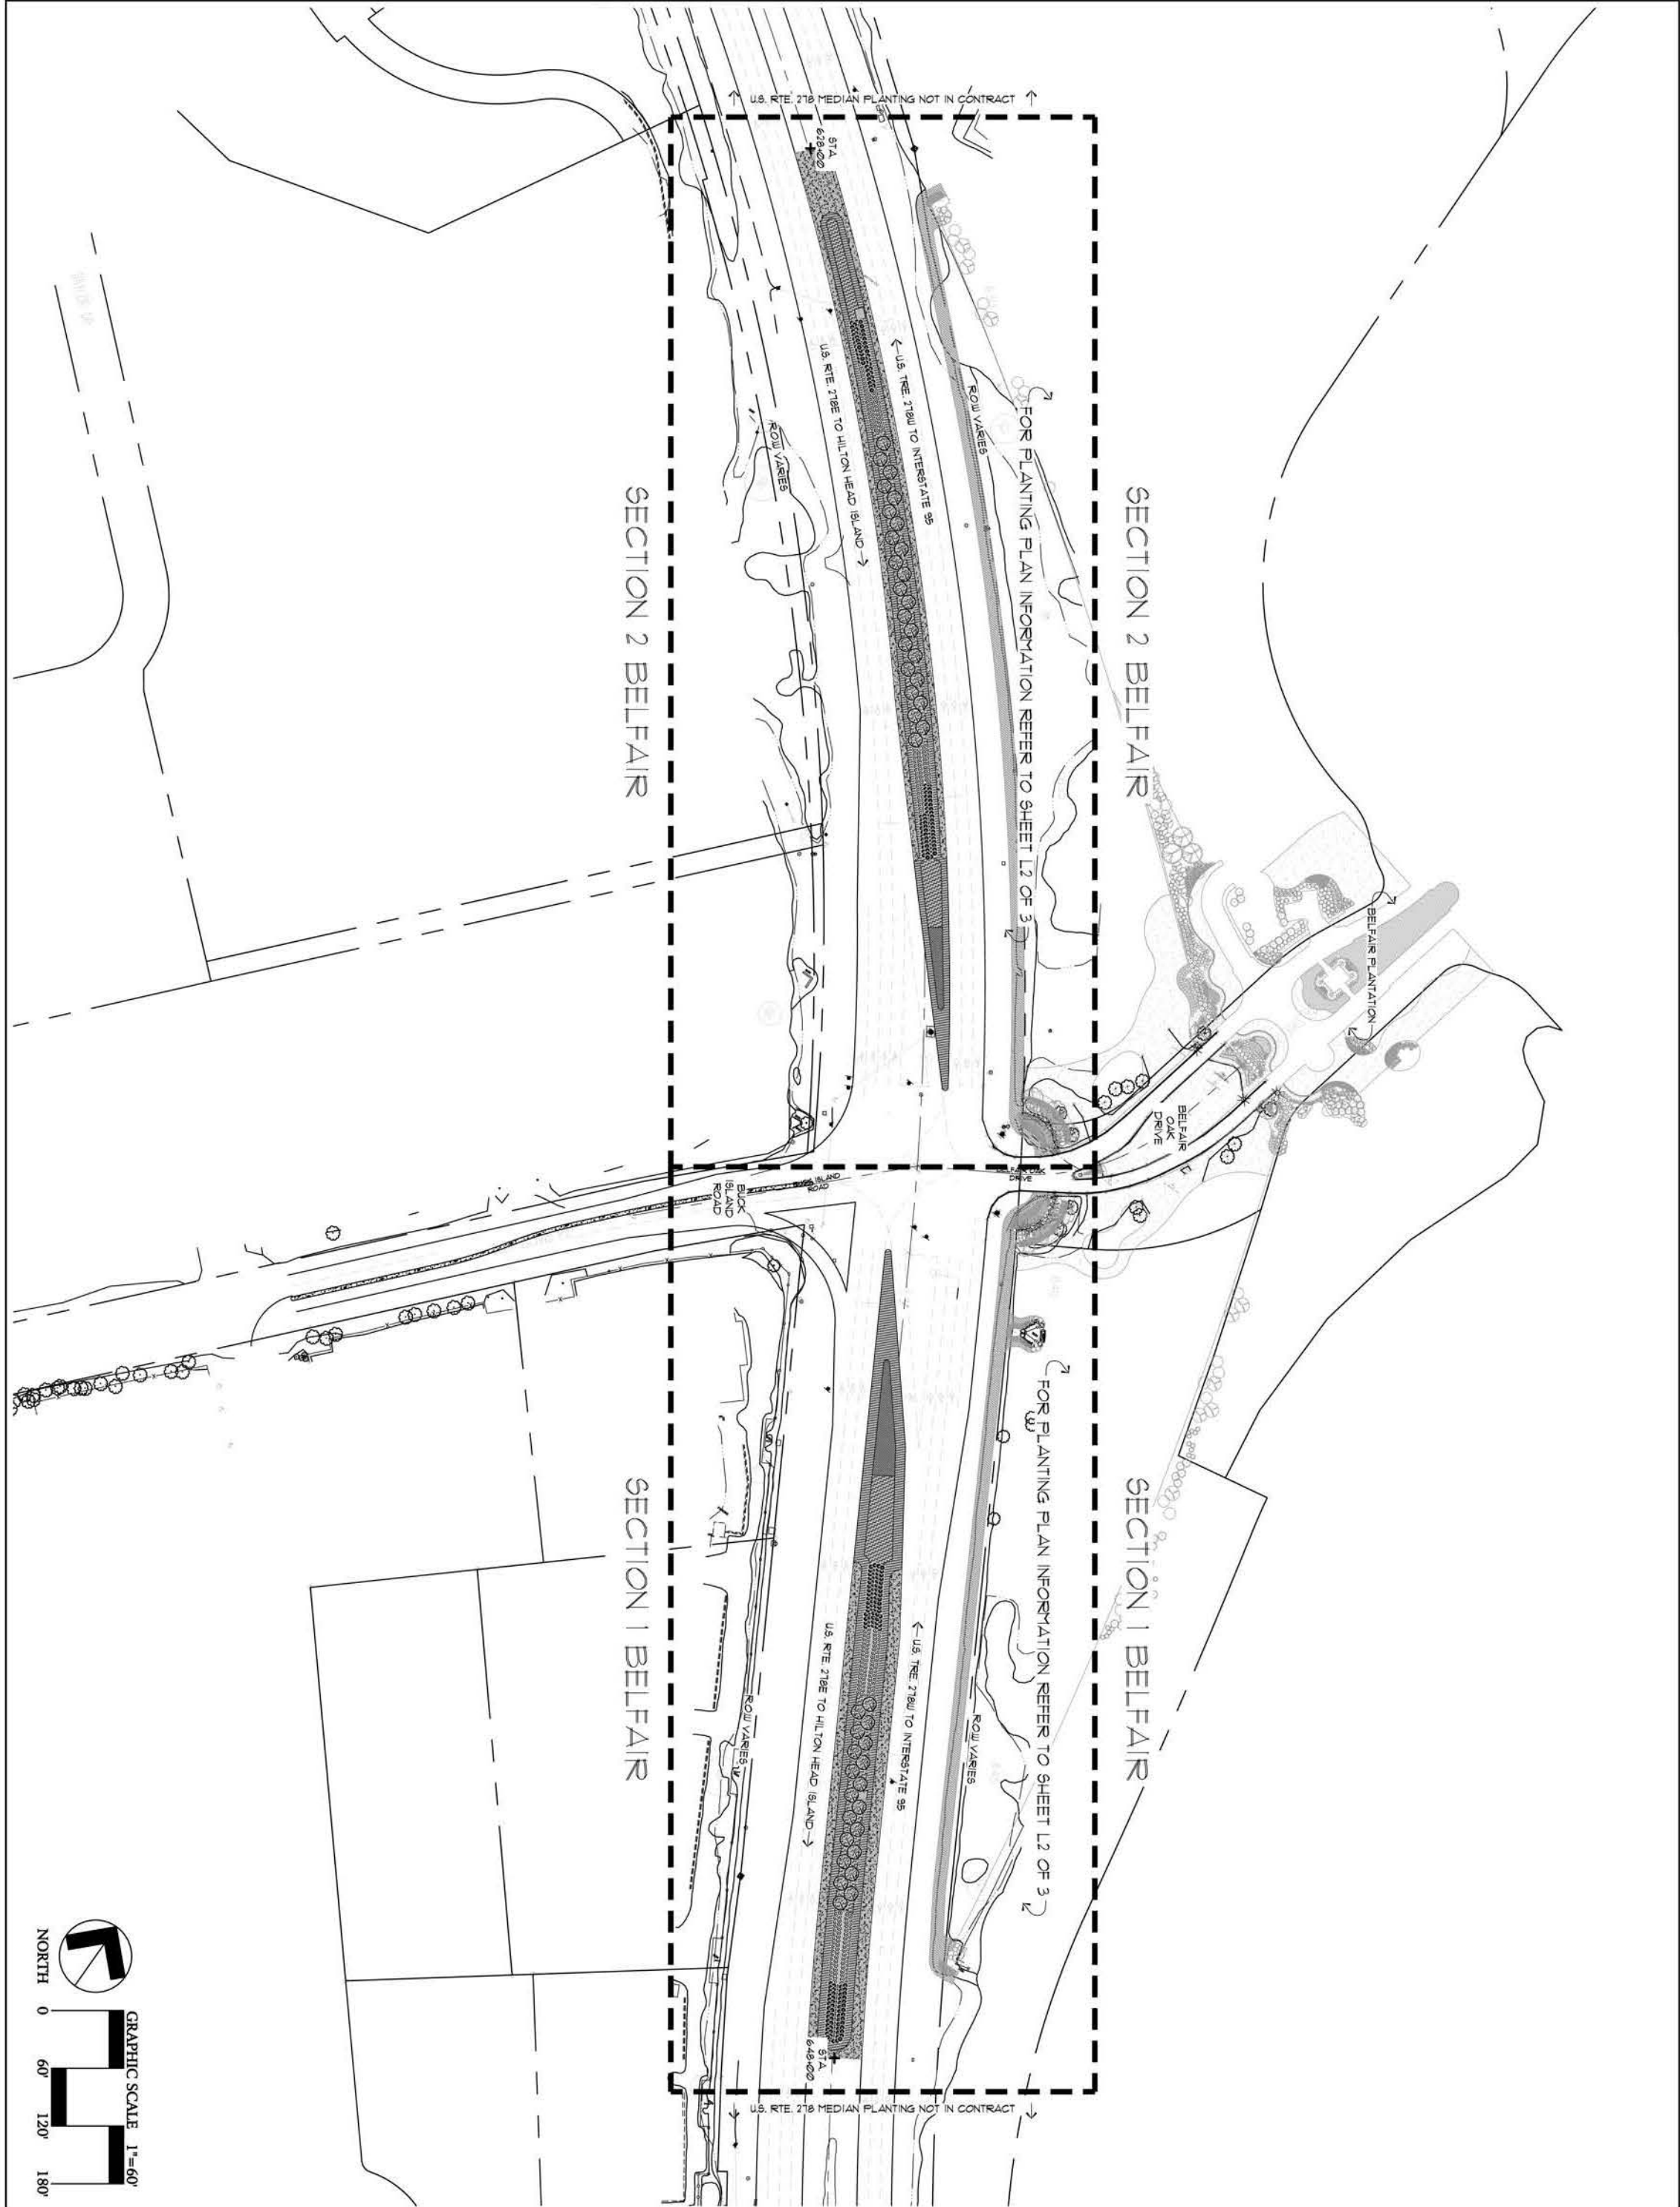 ← U.S. RTE. 278 MEDIAN PLANTING NOT IN CONTRACT →
STA.
628+00
U.S. RTE. 278E TO HILTON HEAD ISLAND →
← U.S. TRE. 278W TO INTERSTATE 95
ROW VARIES
ROW VARIES
FOR PLANTING PLAN INFORMATION REFER TO SHEET L2 OF 3
SECTION 2 BELFAIR
SECTION 2 BELFAIR
BELFAIR PLANTATION
BELFAIR
OAK
DRIVE
BELFAIR OAK
DRIVE
BUCK
ISLAND
ROAD
BUCK ISLAND
ROAD
FOR PLANTING PLAN INFORMATION REFER TO SHEET L2 OF 3
SECTION 1 BELFAIR
SECTION 1 BELFAIR
U.S. RTE. 278E TO HILTON HEAD ISLAND →
← U.S. TRE. 278W TO INTERSTATE 95
ROW VARIES
ROW VARIES
STA.
648+00
U.S. RTE. 278 MEDIAN PLANTING NOT IN CONTRACT
NORTH
GRAPHIC SCALE 1"=60'
0 60' 120' 180'